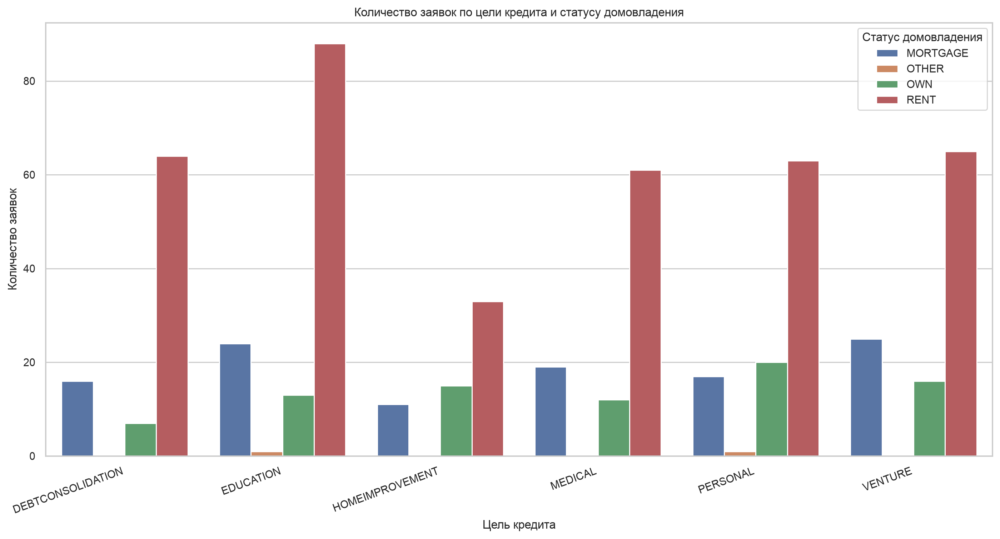 Количество заявок по цели кредита и статусу домовладения
Статус домовладения
MORTGAGE
OTHER
OWN
RENT
Количество заявок
80
60
40
20
0
DEBTCONSOLIDATION
EDUCATION
HOMEIMPROVEMENT
MEDICAL
PERSONAL
VENTURE
Цель кредита